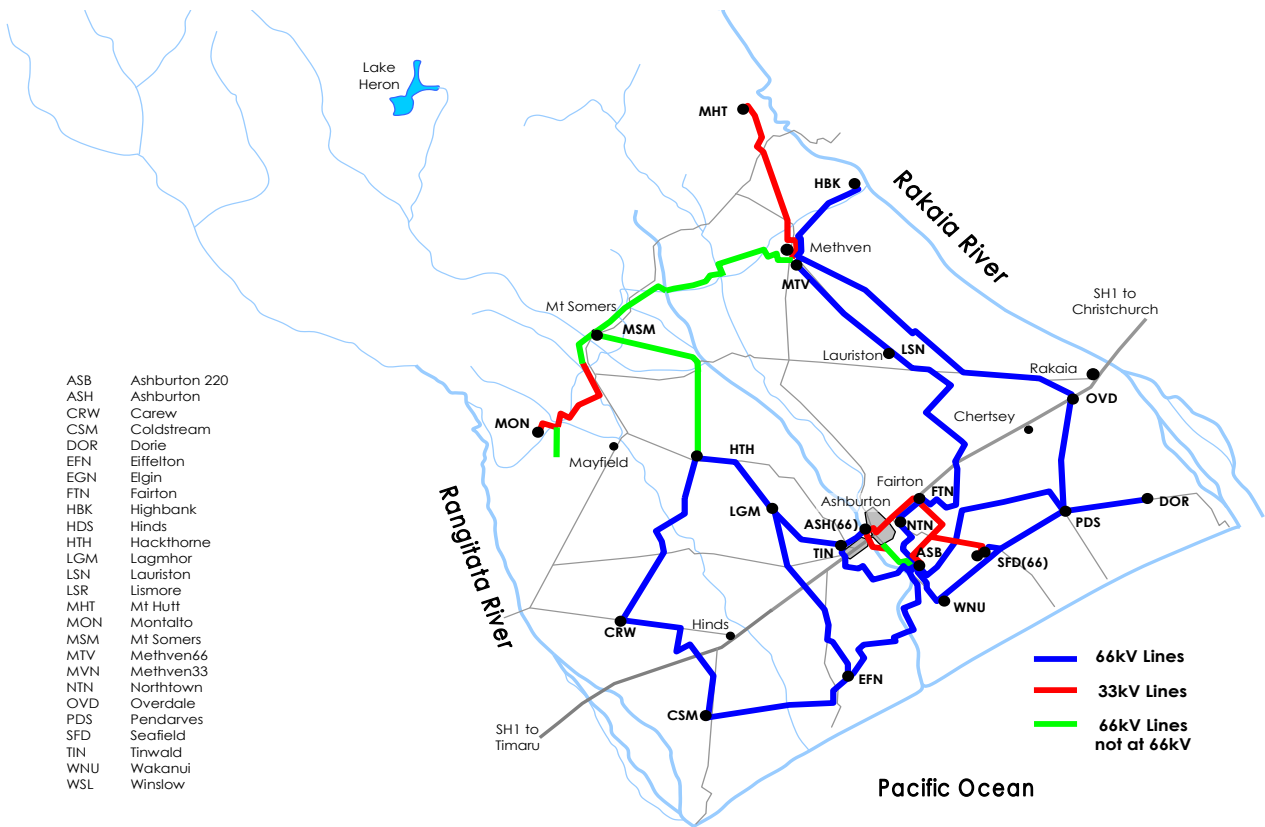 Lake
Heron
MHT
HBK
Rakaia River
Methven
MTV
SH1 to
Christchurch
Mt Somers
MSM
Lauriston
LSN
Rakaia
OVD
Chertsey
MON
Mayfield
HTH
Fairton
FTN
Ashburton
LGM
ASH(66)
NTN
DOR
PDS
TIN
ASB
SFD(66)
WNU
Rangitata River
CRW
Hinds
EFN
CSM
SH1 to
Timaru
Pacific Ocean
ASB Ashburton 220
ASH Ashburton
CRW Carew
CSM Coldstream
DOR Dorie
EFN Eiffelton
EGN Elgin
FTN Fairton
HBK Highbank
HDS Hinds
HTH Hackthorne
LGM Lagmhor
LSN Lauriston
LSR Lismore
MHT Mt Hutt
MON Montalto
MSM Mt Somers
MTV Methven66
MVN Methven33
NTN Northtown
OVD Overdale
PDS Pendarves
SFD Seafield
TIN Tinwald
WNU Wakanui
WSL Winslow
66kV Lines
33kV Lines
66kV Lines
not at 66kV